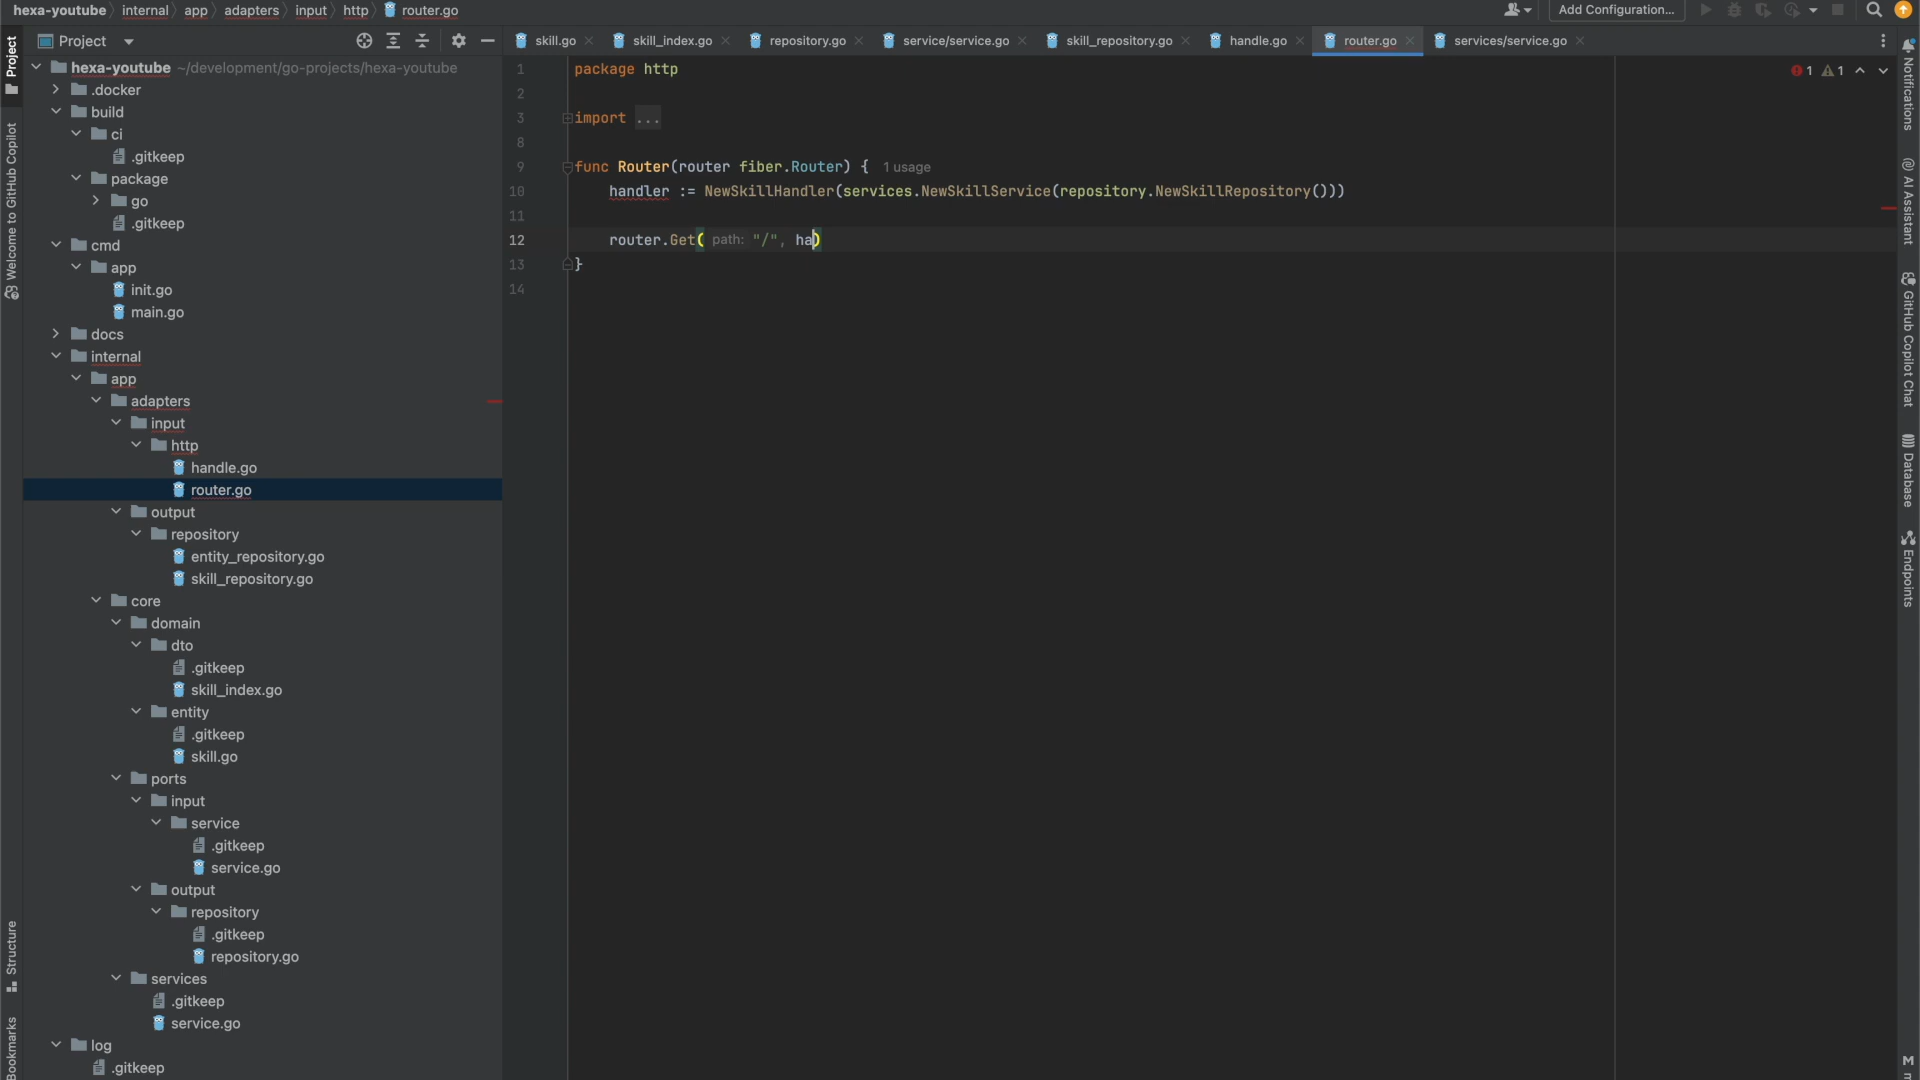 hexa-youtube internal app adapters input http router.go
Add Configuration...
Project
skill.go
skill_index.go
repository.go
service/service.go
skill_repository.go
handle.go
router.go
services/service.go
hexa-youtube ~/development/go-projects/hexa-youtube
.docker
build
ci
.gitkeep
package
go
.gitkeep
cmd
app
init.go
main.go
docs
internal
app
adapters
input
http
handle.go
router.go
output
repository
entity_repository.go
skill_repository.go
core
domain
dto
.gitkeep
skill_index.go
entity
.gitkeep
skill.go
ports
input
service
.gitkeep
service.go
output
repository
.gitkeep
repository.go
services
.gitkeep
service.go
log
.gitkeep
1 package http
2
3 import ...
8
9 func Router(router fiber.Router) { 1 usage
10 handler := NewSkillHandler(services.NewSkillService(repository.NewSkillRepository()))
11
12 router.Get( path: "/", ha)
13 }
14
1 1
Project
Welcome to GitHub Copilot
Structure
Bookmarks
Notifications
AI Assistant
GitHub Copilot Chat
Database
Endpoints
M